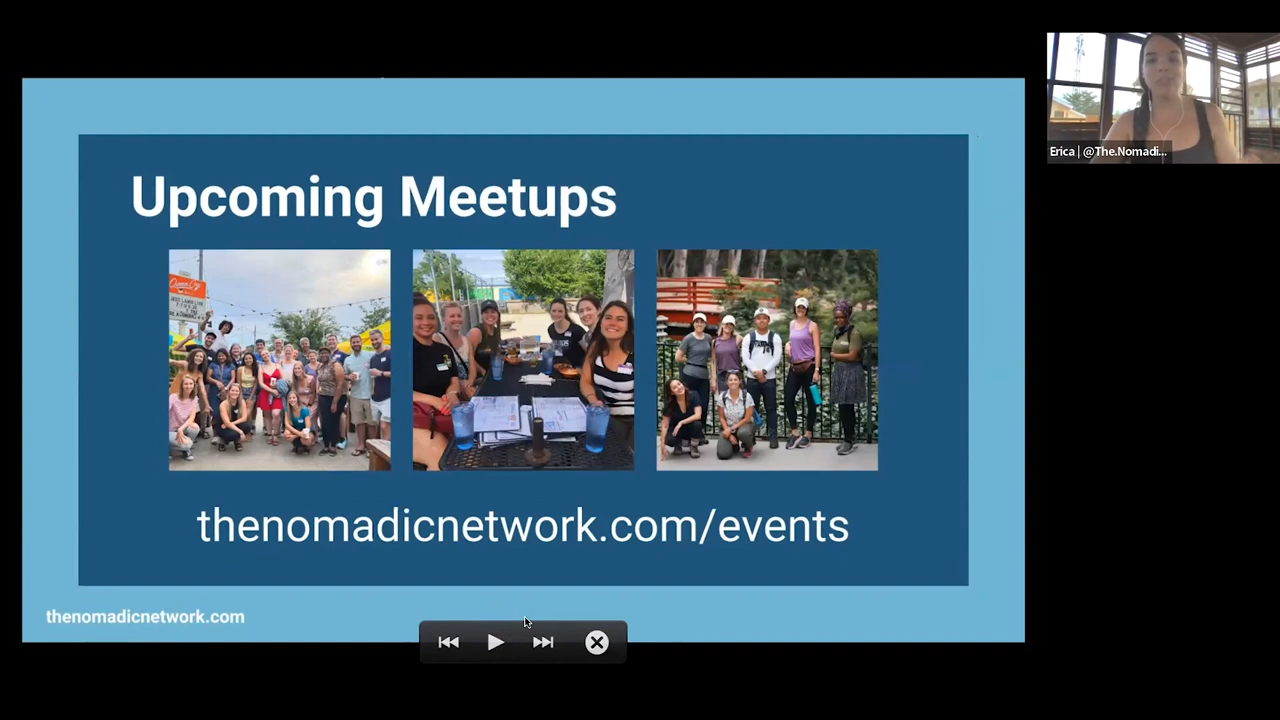 Upcoming Meetups
thenomadicnetwork.com/events
thenomadicnetwork.com
Erica | @The.Nomadi...